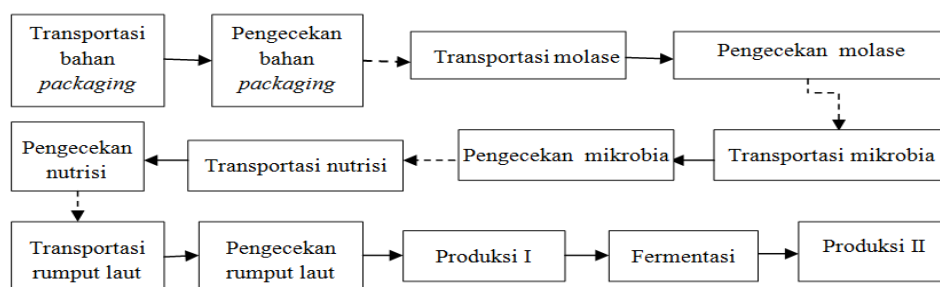 Transportasi
bahan
packaging
Pengecekan
bahan
packaging
Transportasi molase
Pengecekan molase
Pengecekan
nutrisi
Transportasi nutrisi
Pengecekan mikrobia
Transportasi mikrobia
Transportasi
rumput laut
Pengecekan
rumput laut
Produksi I
Fermentasi
Produksi II